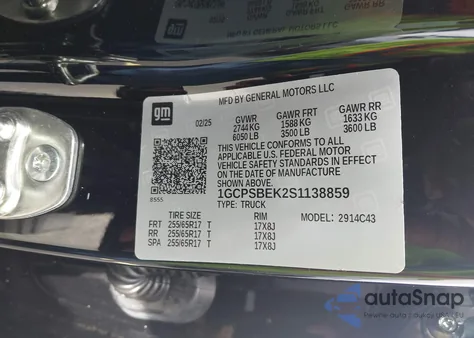 gm
MFD BY GENERAL MOTORS LLC
02/25
GVWR GAWR FRT GAWR RR
2744 KG 1588 KG 1633 KG
6050 LB 3500 LB 3600 LB
THIS VEHICLE CONFORMS TO ALL
APPLICABLE U.S. FEDERAL MOTOR
VEHICLE SAFETY STANDARDS IN EFFECT
ON THE DATE OF MANUFACTURE
SHOWN ABOVE.
1GCPSBEK2S1138859
TYPE: TRUCK
8555
TIRE SIZE RIM MODEL: 2914C43
FRT 255/65R17 T 17X8J
RR 255/65R17 T 17X8J
SPA 255/65R17 T 17X8J
autoSnap